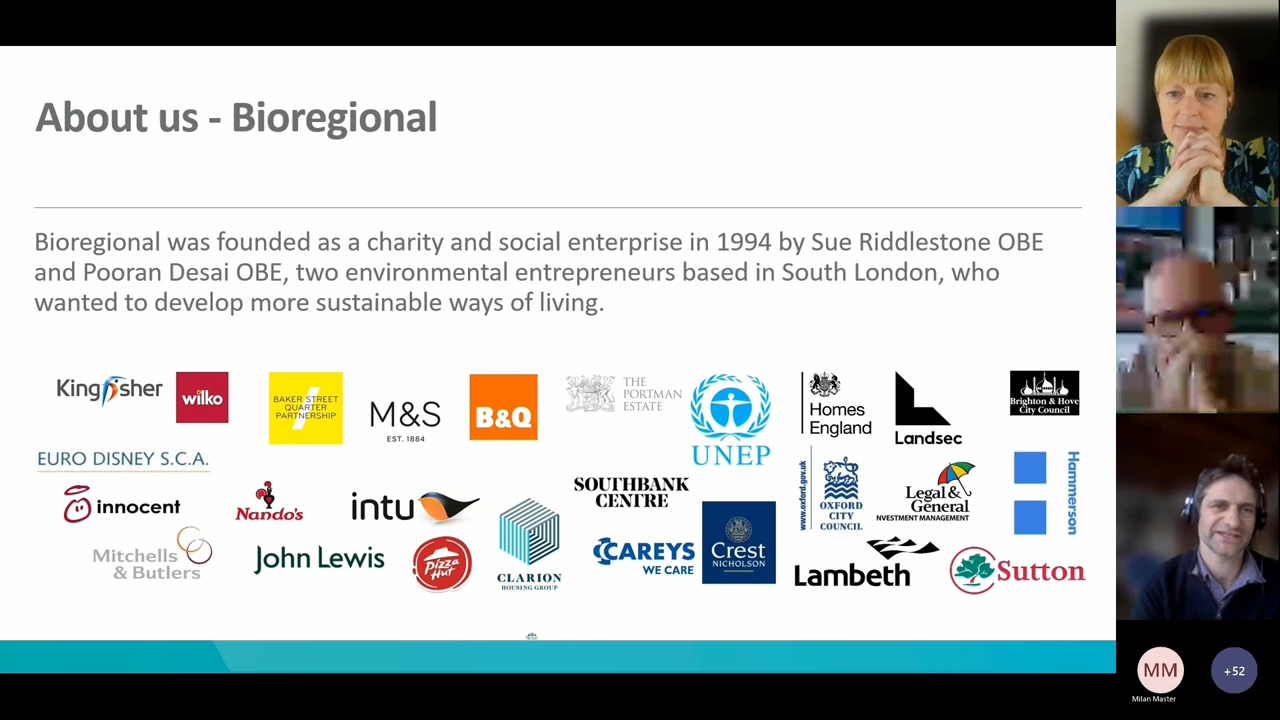 About us - Bioregional
Bioregional was founded as a charity and social enterprise in 1994 by Sue Riddlestone OBE
and Pooran Desai OBE, two environmental entrepreneurs based in South London, who
wanted to develop more sustainable ways of living.
Kingfisher
wilko
BAKER STREET
QUARTER
PARTNERSHIP
M&S
EST. 1884
B&Q
THE
PORTMAN
ESTATE
UNEP
Homes
England
Landsec
Brighton & Hove
City Council
EURO DISNEY S.C.A.
innocent
Nando's
intu
SOUTHBANK
CENTRE
www.oxford.gov.uk
OXFORD
CITY
COUNCIL
Legal &
General
NVESTMENT MANAGEMENT
Hammerson
Mitchells
& Butlers
John Lewis
Pizza
Hut
CLARION
HOUSING GROUP
CAREYS
WE CARE
Crest
NICHOLSON
Lambeth
Sutton
MM
+52
Milan Master